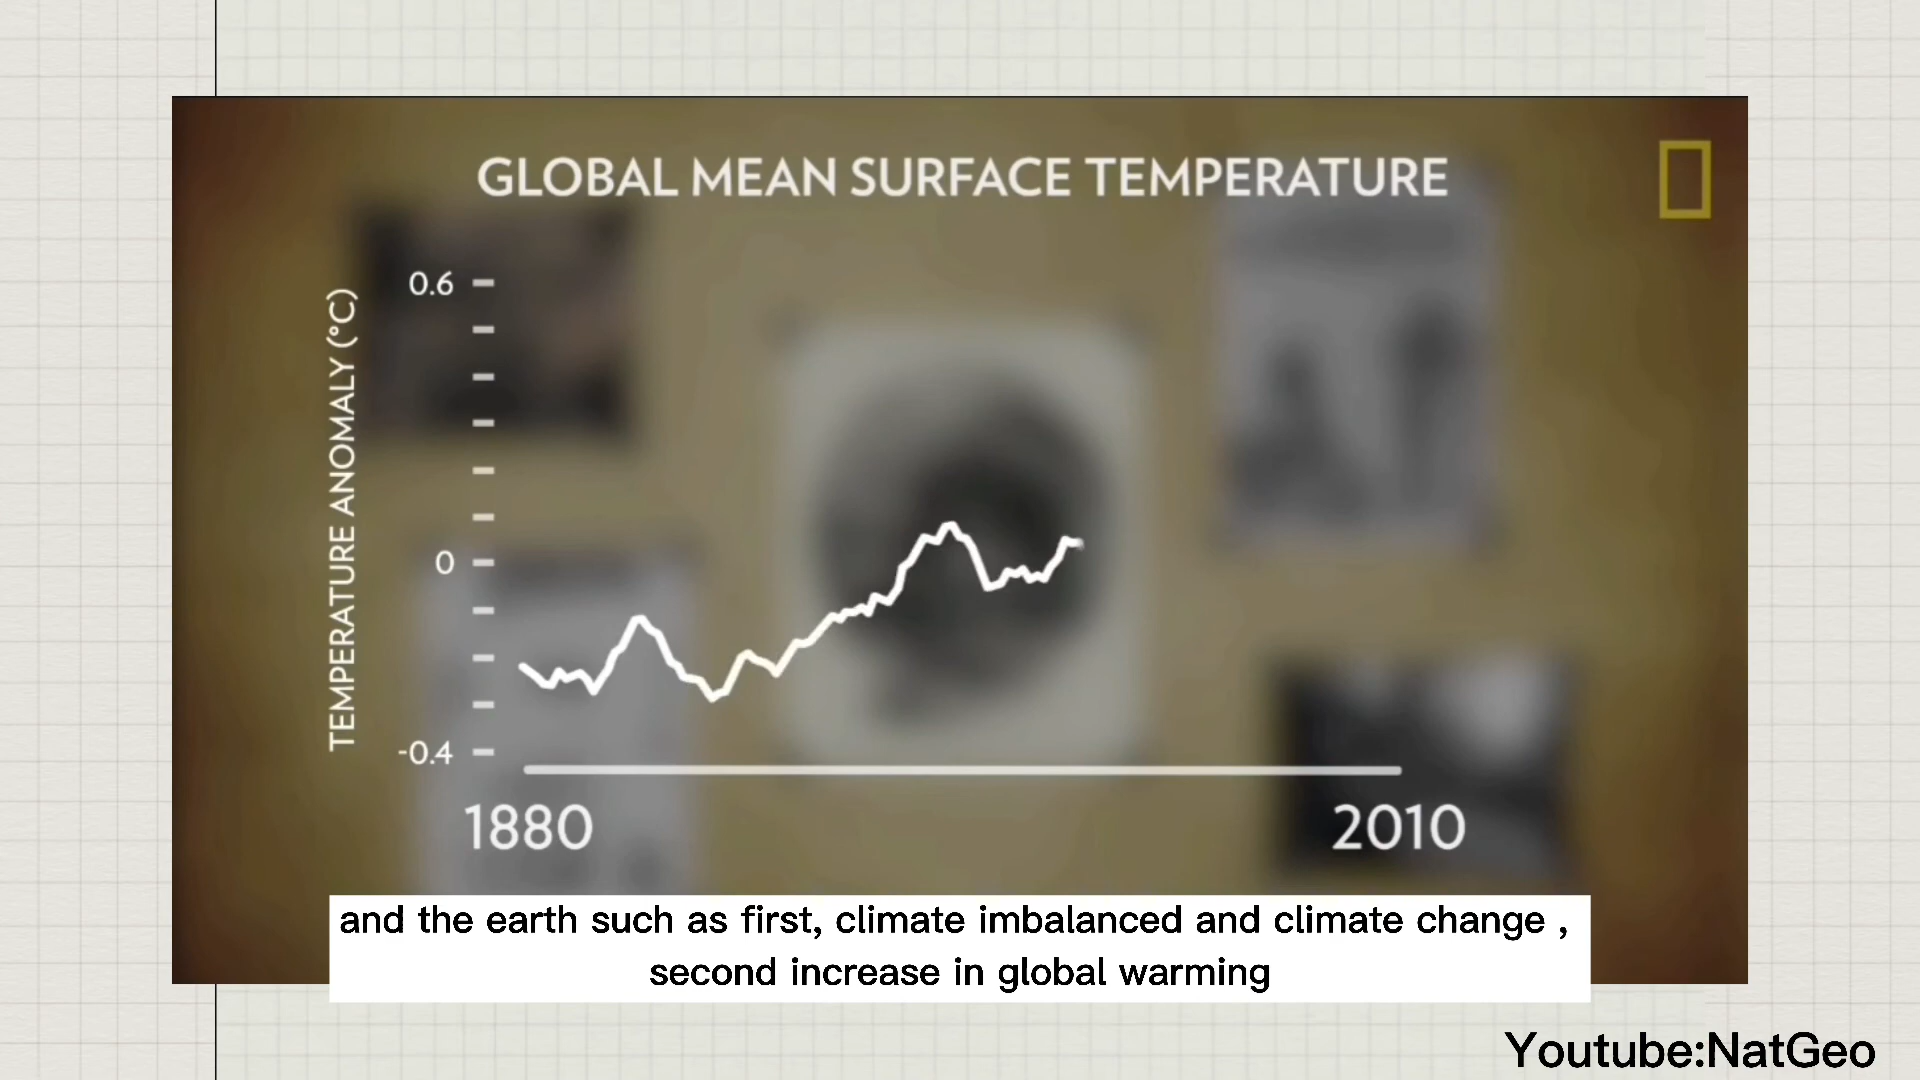 GLOBAL MEAN SURFACE TEMPERATURE
TEMPERATURE ANOMALY (°C)
0.6
0
-0.4
1880
2010
and the earth such as first, climate imbalanced and climate change ,
second increase in global warming
Youtube:NatGeo